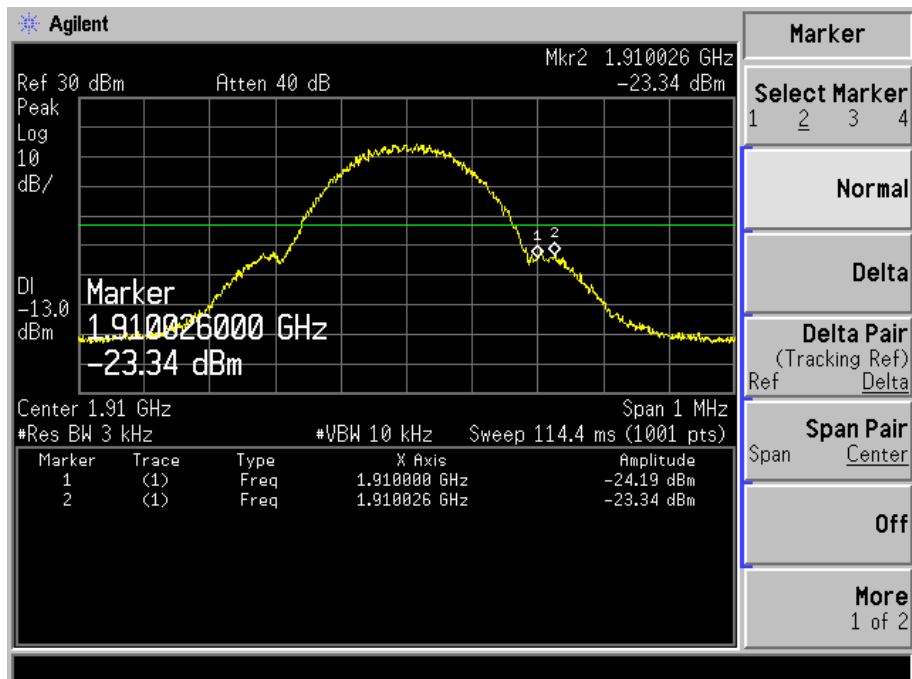 Agilent
Mkr2 1.910026 GHz
Ref 30 dBm Atten 40 dB -23.34 dBm
Peak
Log
10
dB/
1 2
DI
-13.0
dBm
Marker
1.910026000 GHz
-23.34 dBm
Center 1.91 GHz Span 1 MHz
#Res BW 3 kHz #VBW 10 kHz Sweep 114.4 ms (1001 pts)
Marker Trace Type X Axis Amplitude
1 (1) Freq 1.910000 GHz -24.19 dBm
2 (1) Freq 1.910026 GHz -23.34 dBm
Marker
Select Marker
1 2 3 4
Normal
Delta
Delta Pair
(Tracking Ref)
Ref Delta
Span Pair
Span Center
Off
More
1 of 2